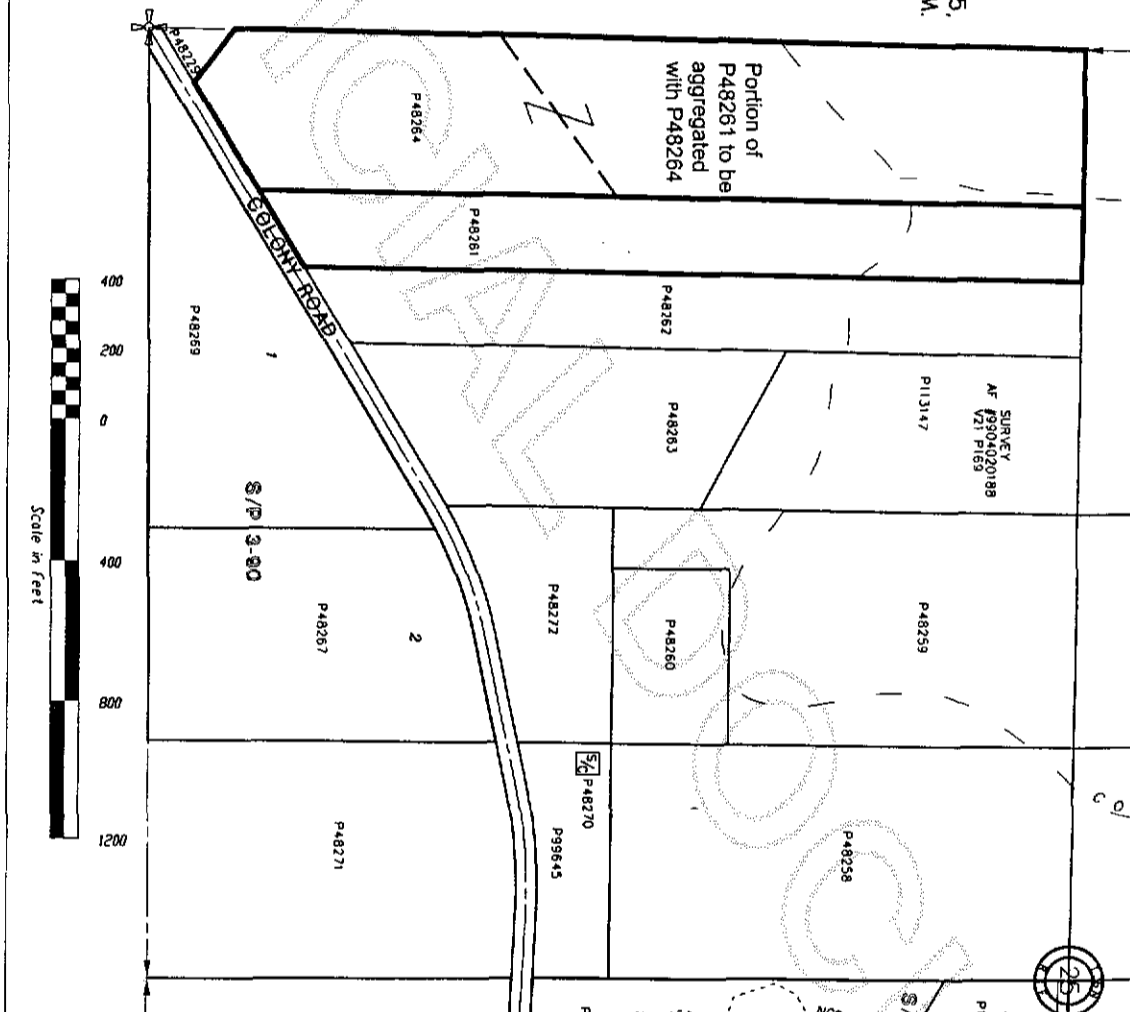 5,
M.
P48229
Portion of
P48261 to be
aggregated
with P48264
P48264
P48261
COLONY ROAD
P48262
P48269
1
P48263
P113147
SURVEY
AF #9904020188
V21 P169
S/P 3-90
P48267
2
P48272
P48260
P48259
S/C P48270
P48271
P99645
P48258
25
400
200
0
400
800
1200
Scale in feet